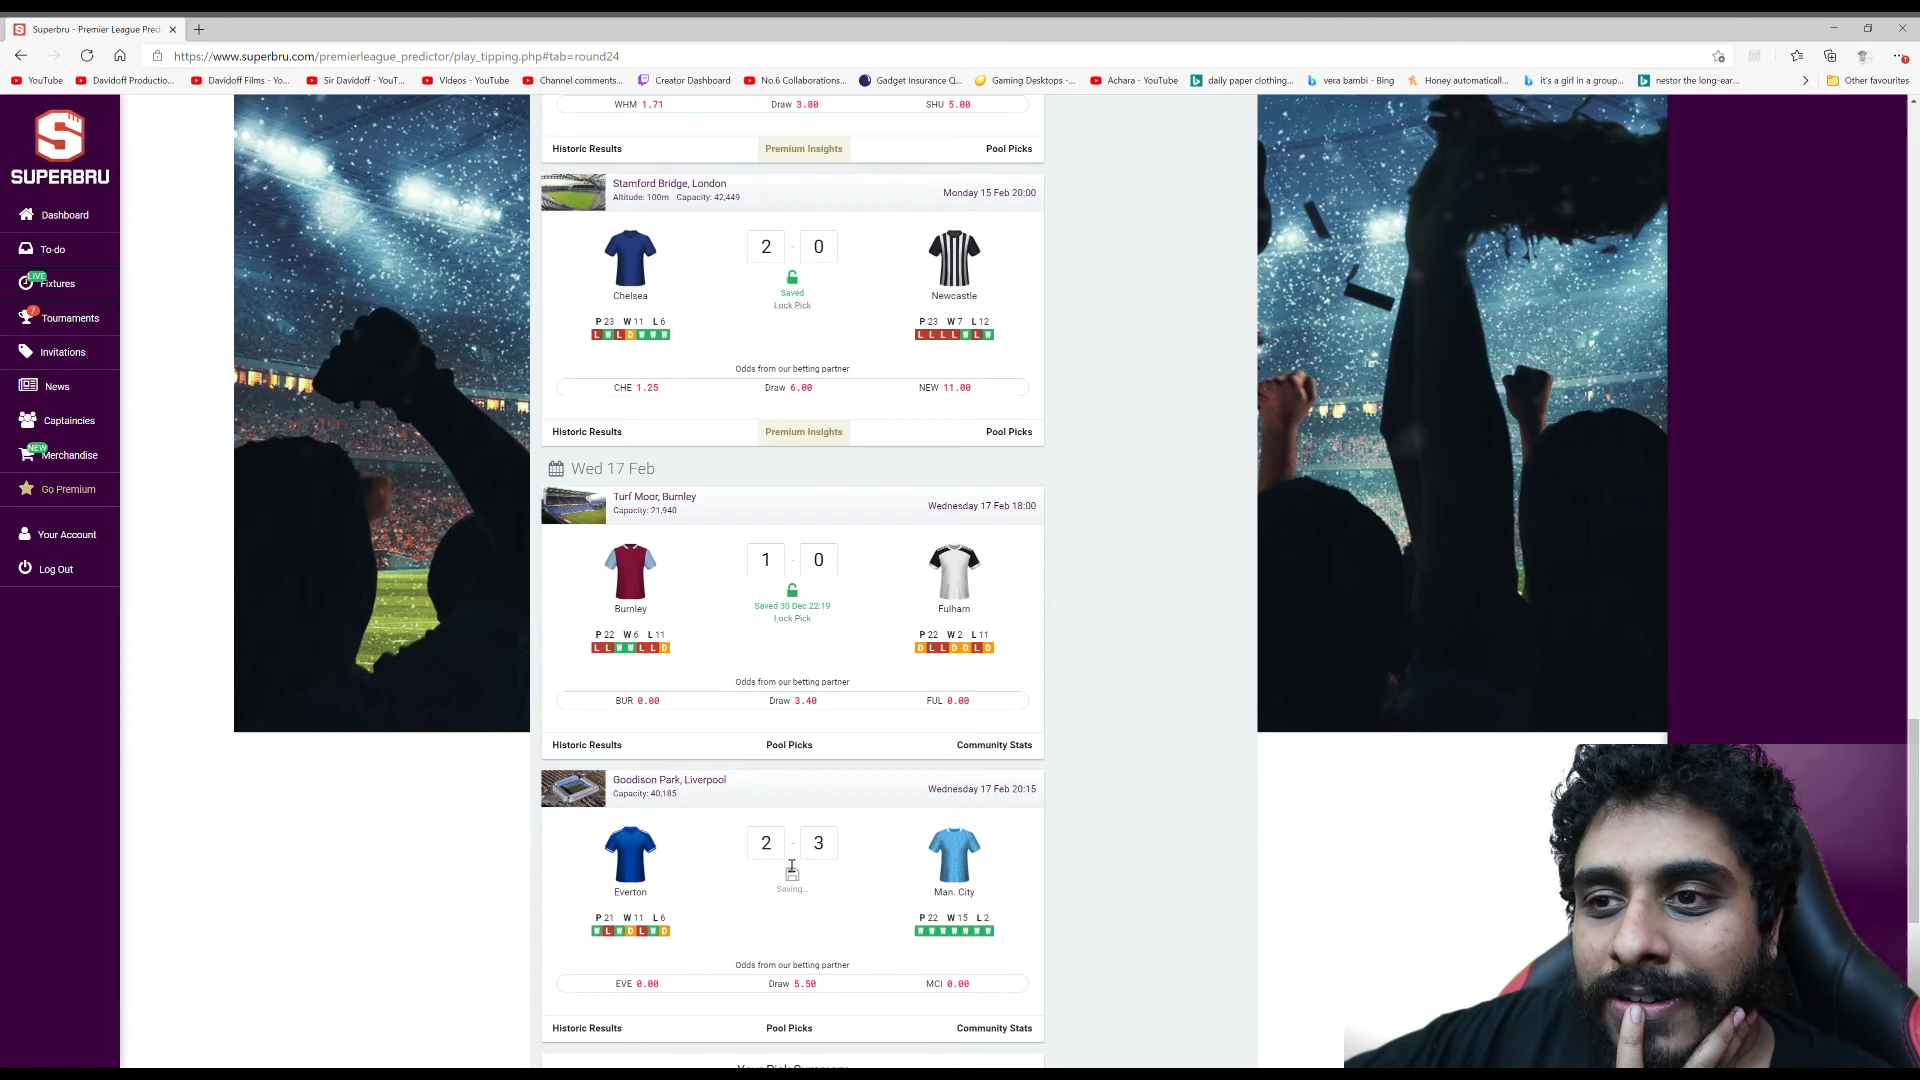 Superbru - Premier League Pred
https://www.superbru.com/premierleague_predictor/play_tipping.php#tab=round24
YouTube
Davidoff Productio...
Davidoff Films - Yo...
Sir Davidoff - YouT...
Videos - YouTube
Channel comments...
Creator Dashboard
No.6 Collaborations...
Gadget Insurance Q...
Gaming Desktops -...
Achara - YouTube
daily paper clothing...
vera bambi - Bing
Honey automaticall...
it's a girl in a group...
nestor the long-ear...
Other favourites
SUPERBRU
Dashboard
To-do
LIVE
Fixtures
7
Tournaments
Invitations
News
Captaincies
NEW
Merchandise
Go Premium
Your Account
Log Out
WHM 1.71 Draw 3.80 SHU 5.00
Historic Results Premium Insights Pool Picks
Stamford Bridge, London
Altitude: 100m Capacity: 42,449
Monday 15 Feb 20:00
2 - 0
Saved
Lock Pick
Chelsea Newcastle
P 23 W 11 L 6 P 23 W 7 L 12
L W L D W W W L L L L W L W
Odds from our betting partner
CHE 1.25 Draw 6.00 NEW 11.00
Historic Results Premium Insights Pool Picks
Wed 17 Feb
Turf Moor, Burnley
Capacity: 21,940
Wednesday 17 Feb 18:00
1 - 0
Saved 30 Dec 22:19
Lock Pick
Burnley Fulham
P 22 W 6 L 11 P 22 W 2 L 11
L L W W L L D D L L D D L D
Odds from our betting partner
BUR 0.00 Draw 3.40 FUL 0.00
Historic Results Pool Picks Community Stats
Goodison Park, Liverpool
Capacity: 40,185
Wednesday 17 Feb 20:15
2 - 3
Saving...
Everton Man. City
P 21 W 11 L 6 P 22 W 15 L 2
W L W D L W D W W W W W W W
Odds from our betting partner
EVE 0.00 Draw 5.50 MCI 0.00
Historic Results Pool Picks Community Stats